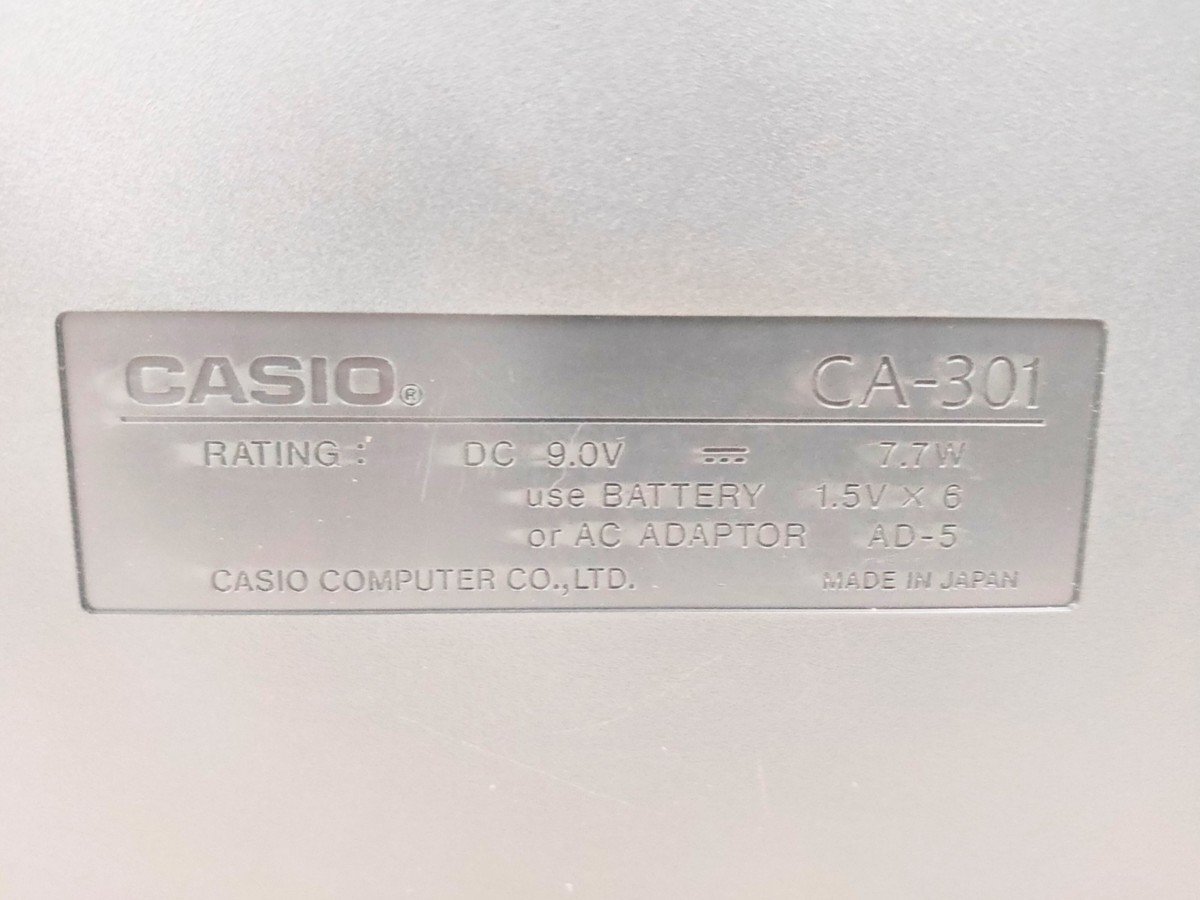 CASIO® CA-301
RATING : DC 9.0V ⎓ 7.7W
use BATTERY 1.5V × 6
or AC ADAPTOR AD-5
CASIO COMPUTER CO.,LTD. MADE IN JAPAN